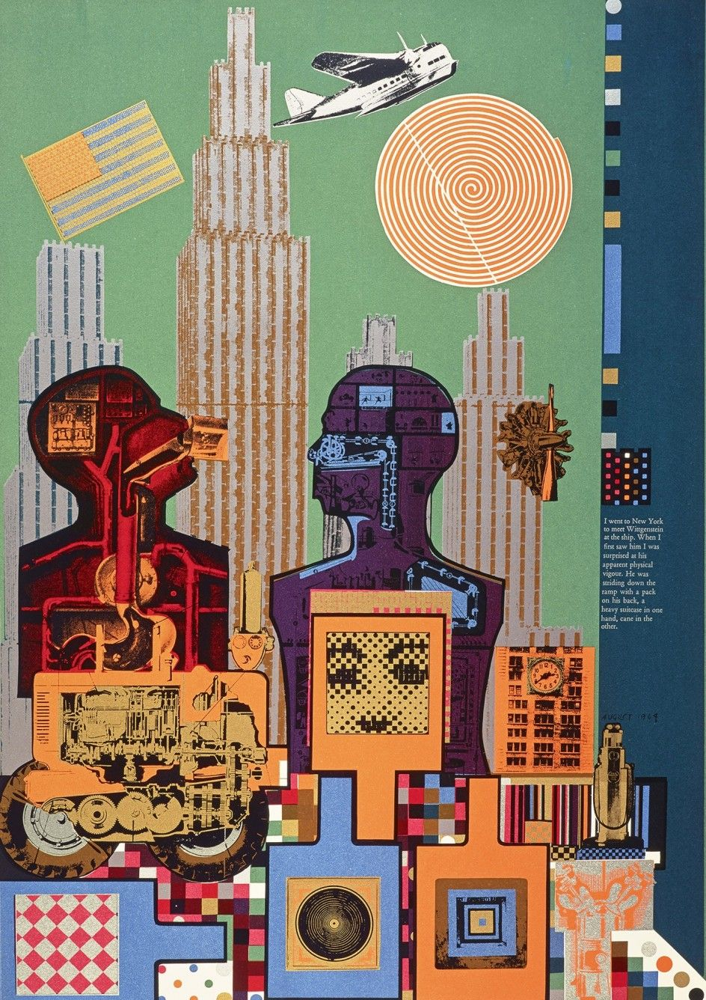 I went to New York
to meet Wittgenstein
at the ship. When I
first saw him I was
surprised at his
apparent physical
vigour. He was
striding down the
ramp with a pack
on his back, a
heavy suitcase in one
hand, cane in the
other.
AUGUST 1964